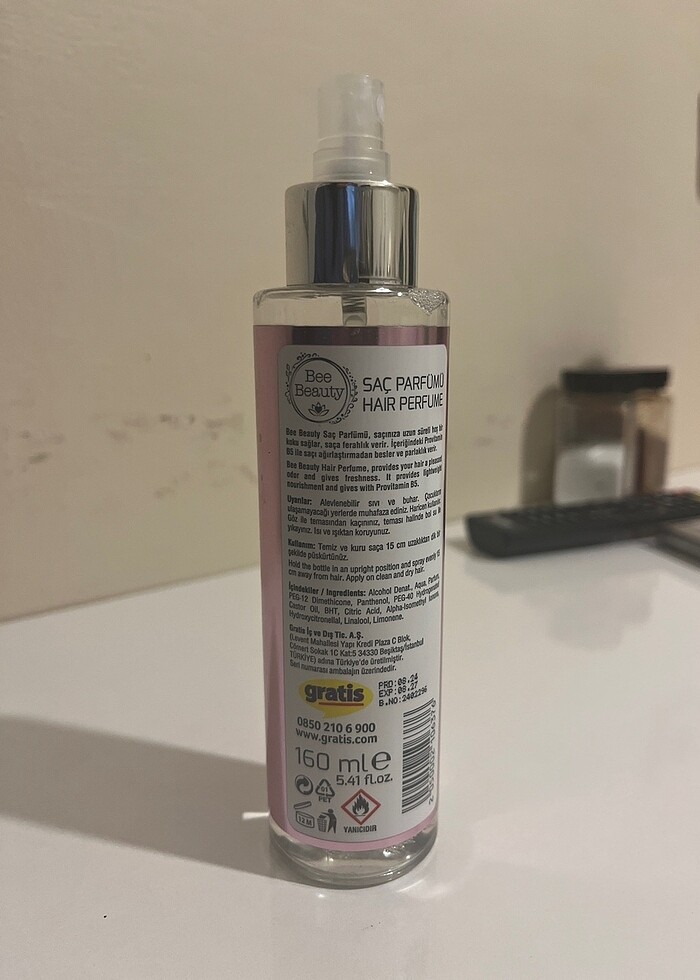 Bee
Beauty
SAÇ PARFÜMÜ
HAIR PERFUME
Bee Beauty Saç Parfümü, saçınıza uzun süreli hoş bir
koku sağlar, saça ferahlık verir. İçeriğindeki Provitamin
B5 ile saçı ağırlaştırmadan besler ve parlaklık verir.
Bee Beauty Hair Perfume, provides your hair a pleasant
odor and gives freshness. It provides lightweight
nourishment and gives with Provitamin B5.
Uyarılar: Alevlenebilir sıvı ve buhar. Çocukların
ulaşamayacağı yerlerde muhafaza ediniz. Haricen kullanılır.
Göz ile temasından kaçınınız, teması halinde bol su ile
yıkayınız. Isı ve ışıktan koruyunuz.
Kullanım: Temiz ve kuru saça 15 cm uzaklıktan dik bir
şekilde püskürtünüz.
Hold the bottle in an upright position and spray evenly 15
cm away from hair. Apply on clean and dry hair.
İçindekiler / Ingredients: Alcohol Denat., Aqua, Parfum,
PEG-12 Dimethicone, Panthenol, PEG-40 Hydrogenated
Castor Oil, BHT, Citric Acid, Alpha-Isomethyl Ionone,
Hydroxycitronellal, Linalool, Limonene.
Gratis İç ve Dış Tic. A.Ş.
(Levent Mahallesi Yapı Kredi Plaza C Blok,
Cömert Sokak 1C Kat:5 34330 Beşiktaş/İstanbul
TÜRKİYE) adına Türkiye'de üretilmiştir.
Seri numarası ambalajın üzerindedir.
gratis
PRD:08.24
EXP:08.27
B.NO:2402296
0850 210 6 900
www.gratis.com
160 ml e
5.41 fl.oz.
01
PET
12 M
YANICIDIR